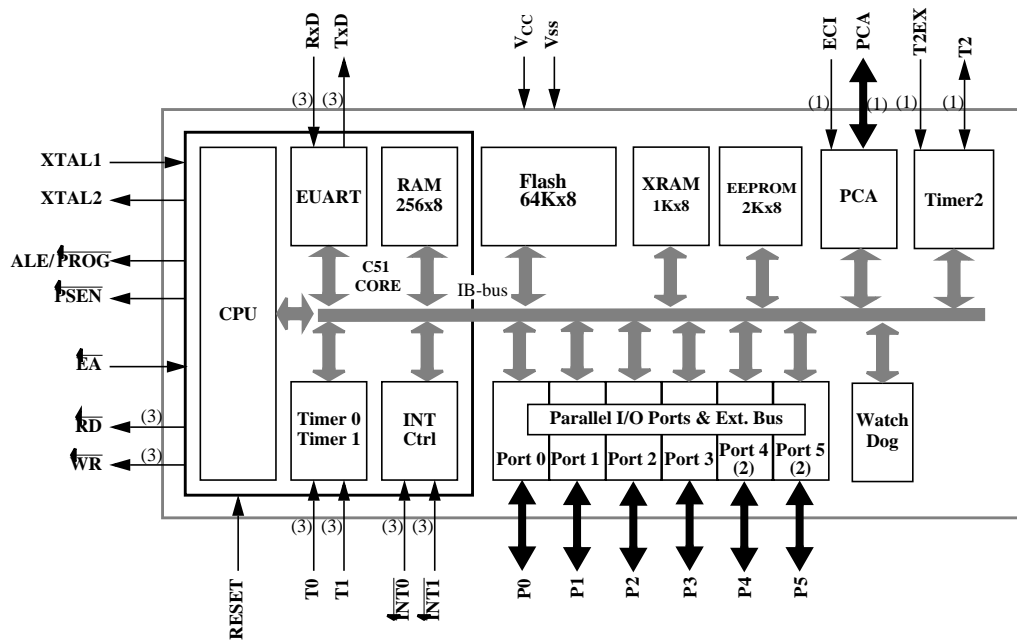 RxD
TxD
VCC
Vss
ECI
PCA
T2EX
T2
(3)
(3)
(1)
(1)
(1)
(1)
XTAL1
XTAL2
ALE/PROG
PSEN
EA
RD
(3)
WR
(3)
CPU
EUART
RAM
256x8
Flash
64Kx8
XRAM
1Kx8
EEPROM
2Kx8
PCA
Timer2
C51
CORE
IB-bus
Timer 0
Timer 1
INT
Ctrl
Parallel I/O Ports & Ext. Bus
Port 0
Port 1
Port 2
Port 3
Port 4
(2)
Port 5
(2)
Watch
Dog
(3)
(3)
(3)
(3)
RESET
T0
T1
INT0
INT1
P0
P1
P2
P3
P4
P5